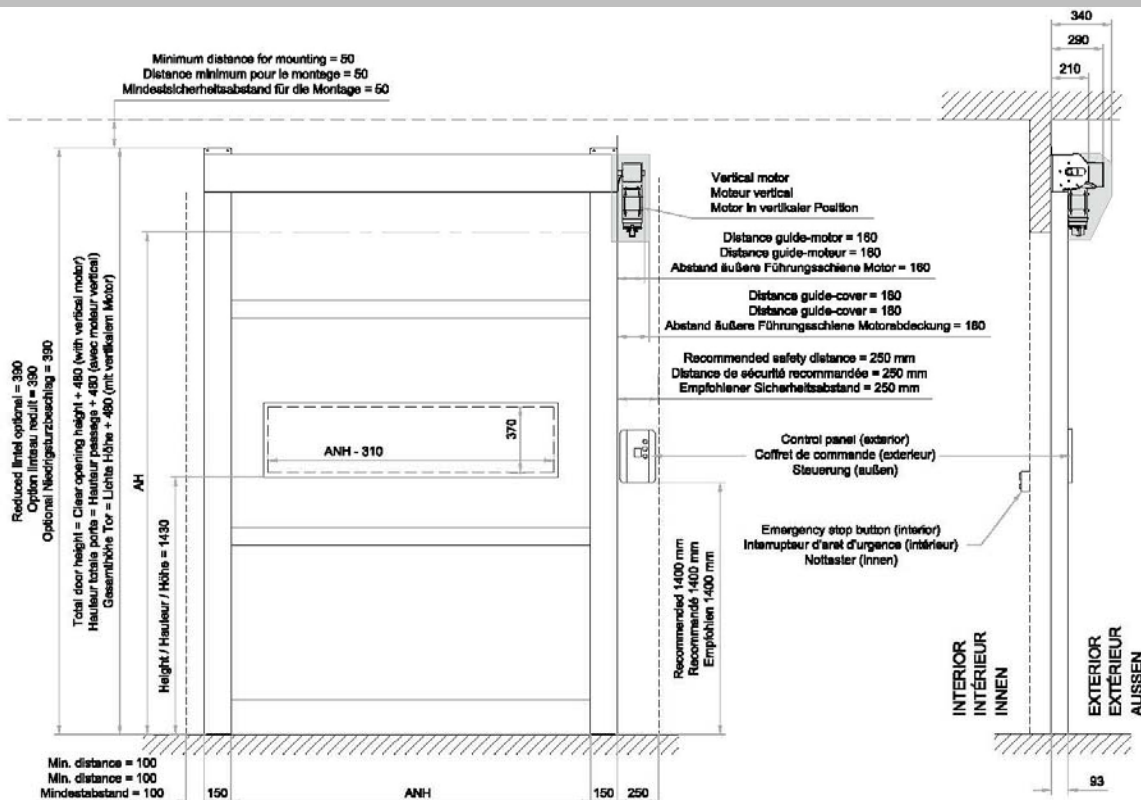 340
290
210
Minimum distance for mounting = 50
Distance minimum pour le montage = 50
Mindestsicherheitsabstand für die Montage = 50
Vertical motor
Moteur vertical
Motor in vertikaler Position
Distance guide-motor = 160
Distance guide-moteur = 160
Abstand äußere Führungsschiene Motor = 160
Distance guide-cover = 180
Distance guide-cover = 180
Abstand äußere Führungsschiene Motorabdeckung = 180
Recommended safety distance = 250 mm
Distance de sécurité recommandée = 250 mm
Empfohlener Sicherheitsabstand = 250 mm
Reduced lintel optional = 390
Option linteau reduit = 390
Optional Niedrigsturzbeschlag = 390
Total door height = Clear opening height + 480 (with vertical motor)
Hauteur totale porte = Hauteur passage + 480 (avec moteur vertical)
Gesamthöhe Tor = Lichte Höhe + 480 (mit vertikalem Motor)
AH
Height / Hauteur / Höhe = 1430
ANH - 310
370
Control panel (exterior)
Coffret de commande (exterieur)
Steuerung (außen)
Emergency stop button (interior)
Interrupteur d'aret d'urgence (intérieur)
Nottaster (innen)
Recommended 1400 mm
Recommandé 1400 mm
Empfohlen 1400 mm
INTERIOR
INTÉRIEUR
INNEN
EXTERIOR
EXTÉRIEUR
AUSSEN
Min. distance = 100
Min. distance = 100
Mindestabstand = 100
150
ANH
150
250
93